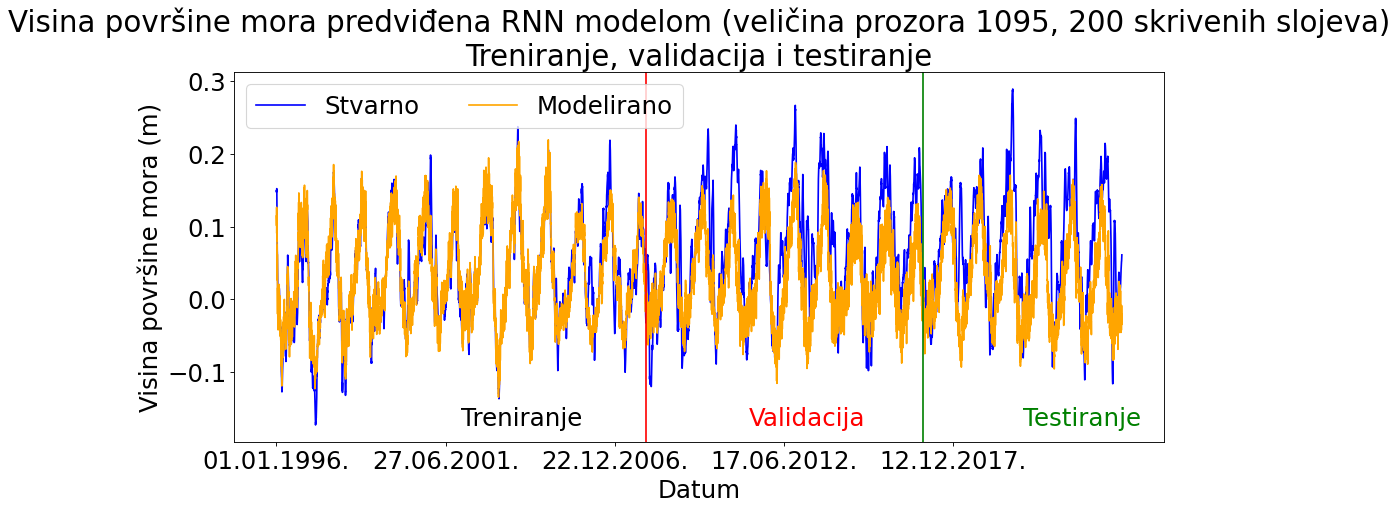 Visina površine mora predviđena RNN modelom (veličina prozora 1095, 200 skrivenih slojeva)
Treniranje, validacija i testiranje
Stvarno
Modelirano
Visina površine mora (m)
0.3
0.2
0.1
0.0
−0.1
Treniranje
Validacija
Testiranje
01.01.1996.
27.06.2001.
22.12.2006.
17.06.2012.
12.12.2017.
Datum